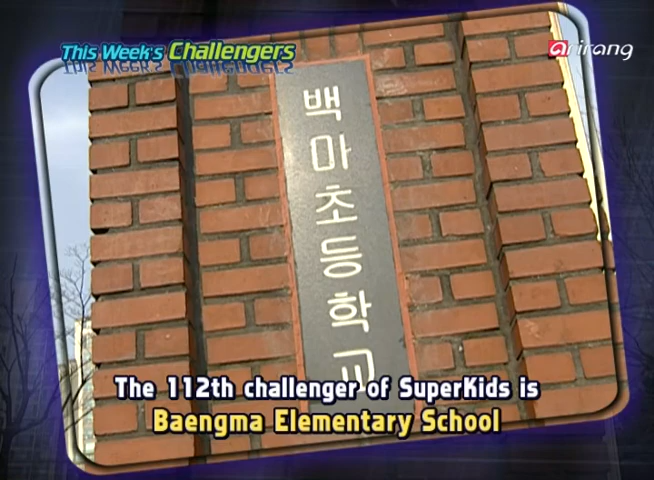 This Week's Challengers
arirang
백마초등학교
The 112th challenger of SuperKids is
Baengma Elementary School